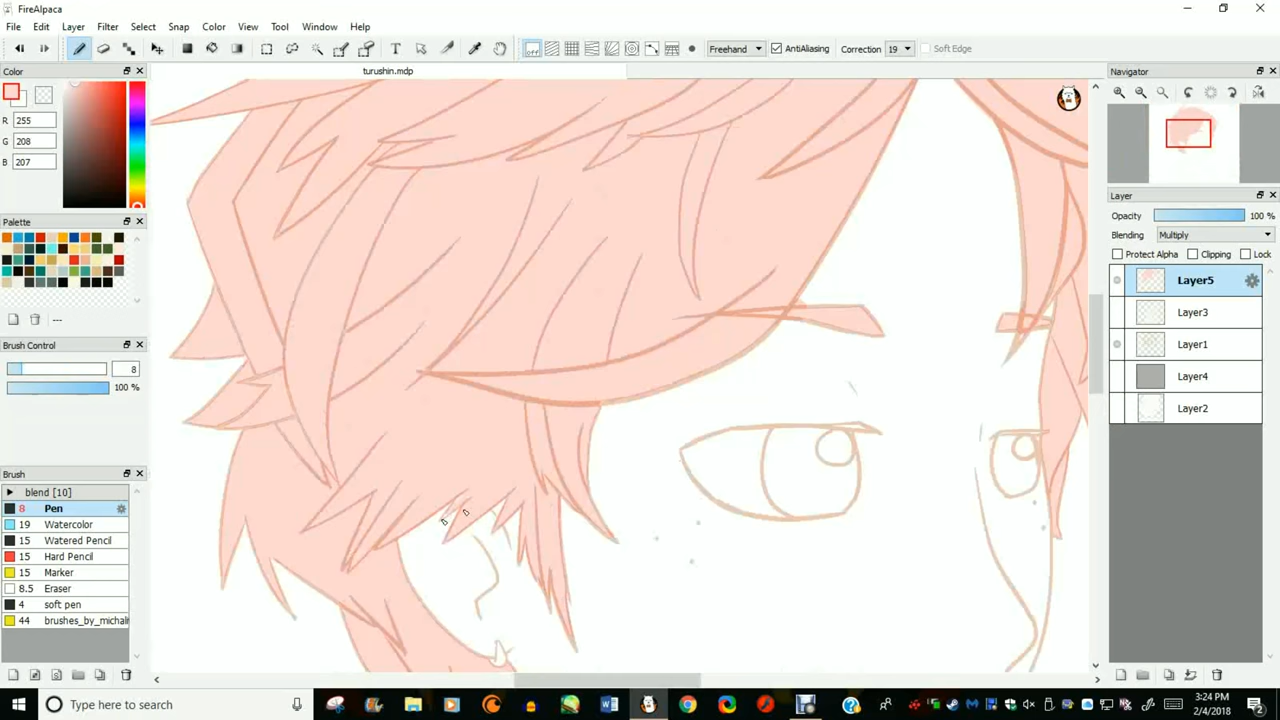 FireAlpaca
File Edit Layer Filter Select Snap Color View Tool Window Help
off Freehand AntiAliasing Correction 19 Soft Edge
Color
turushin.mdp
Navigator
R 255
G 208
B 207
Layer
Opacity 100 %
Palette
Blending Multiply
Protect Alpha Clipping Lock
Layer5
Layer3
Layer1
Layer4
Layer2
---
Brush Control
8
100 %
Brush
blend [10]
8 Pen
19 Watercolor
15 Watered Pencil
15 Hard Pencil
15 Marker
8.5 Eraser
4 soft pen
44 brushes_by_michali
Type here to search
3:24 PM
2/4/2018
2